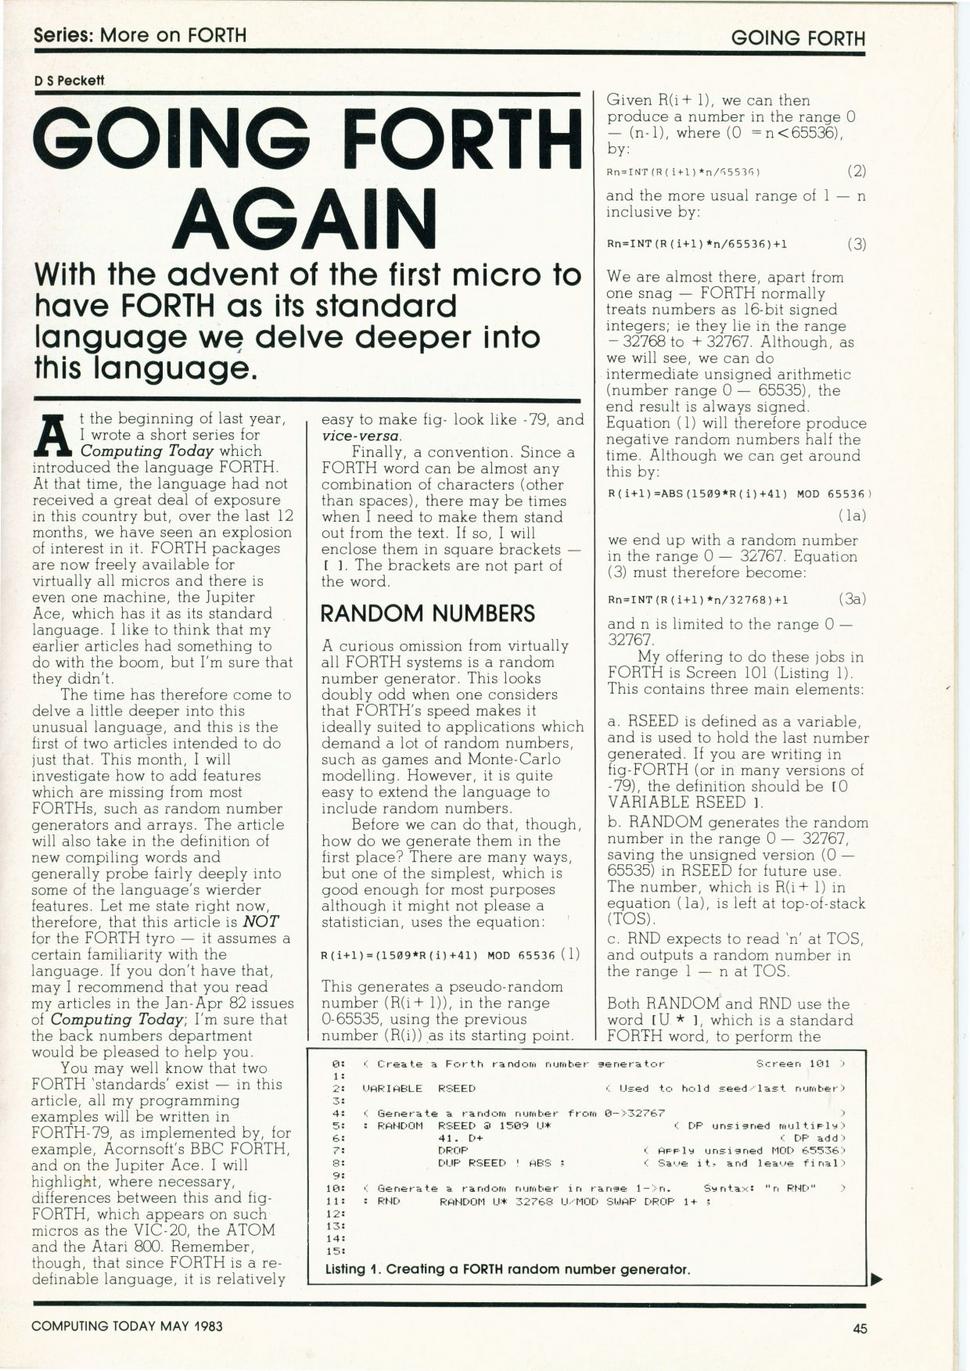 Series: More on FORTH
GOING FORTH
D S Peckett
GOING FORTH
AGAIN
With the advent of the first micro to
have FORTH as its standard
language we delve deeper into
this language.
At the beginning of last year,
I wrote a short series for
Computing Today which
introduced the language FORTH.
At that time, the language had not
received a great deal of exposure
in this country but, over the last 12
months, we have seen an explosion
of interest in it. FORTH packages
are now freely available for
virtually all micros and there is
even one machine, the Jupiter
Ace, which has it as its standard
language. I like to think that my
earlier articles had something to
do with the boom, but I'm sure that
they didn't.
The time has therefore come to
delve a little deeper into this
unusual language, and this is the
first of two articles intended to do
just that. This month, I will
investigate how to add features
which are missing from most
FORTHs, such as random number
generators and arrays. The article
will also take in the definition of
new compiling words and
generally probe fairly deeply into
some of the language's wierder
features. Let me state right now,
therefore, that this article is NOT
for the FORTH tyro — it assumes a
certain familiarity with the
language. If you don't have that,
may I recommend that you read
my articles in the Jan-Apr 82 issues
of Computing Today; I'm sure that
the back numbers department
would be pleased to help you.
You may well know that two
FORTH 'standards' exist — in this
article, all my programming
examples will be written in
FORTH-79, as implemented by, for
example, Acornsoft's BBC FORTH,
and on the Jupiter Ace. I will
highlight, where necessary,
differences between this and fig-
FORTH, which appears on such
micros as the VIC-20, the ATOM
and the Atari 800. Remember,
though, that since FORTH is a re-
definable language, it is relatively
easy to make fig- look like -79, and
vice-versa.
Finally, a convention. Since a
FORTH word can be almost any
combination of characters (other
than spaces), there may be times
when I need to make them stand
out from the text. If so, I will
enclose them in square brackets —
[ ]. The brackets are not part of
the word.
RANDOM NUMBERS
A curious omission from virtually
all FORTH systems is a random
number generator. This looks
doubly odd when one considers
that FORTH's speed makes it
ideally suited to applications which
demand a lot of random numbers,
such as games and Monte-Carlo
modelling. However, it is quite
easy to extend the language to
include random numbers.
Before we can do that, though,
how do we generate them in the
first place? There are many ways,
but one of the simplest, which is
good enough for most purposes
although it might not please a
statistician, uses the equation:
R(i+1)=(1509*R(i)+41) MOD 65536 (1)
This generates a pseudo-random
number (R(i+ 1)), in the range
0-65535, using the previous
number (R(i)) as its starting point.
Given R(i+ 1), we can then
produce a number in the range 0
— (n-1), where (0 =n<65536),
by:
Rn=INT(R(i+1)*n/65536) (2)
and the more usual range of 1 — n
inclusive by:
Rn=INT(R(i+1)*n/65536)+1 (3)
We are almost there, apart from
one snag — FORTH normally
treats numbers as 16-bit signed
integers; ie they lie in the range
-32768 to +32767. Although, as
we will see, we can do
intermediate unsigned arithmetic
(number range 0 — 65535), the
end result is always signed.
Equation (1) will therefore produce
negative random numbers half the
time. Although we can get around
this by:
R(i+1)=ABS(1509*R(i)+41) MOD 65536)
(1a)
we end up with a random number
in the range 0 — 32767. Equation
(3) must therefore become:
Rn=INT(R(i+1)*n/32768)+1 (3a)
and n is limited to the range 0 —
32767.
My offering to do these jobs in
FORTH is Screen 101 (Listing 1).
This contains three main elements:
a. RSEED is defined as a variable,
and is used to hold the last number
generated. If you are writing in
fig-FORTH (or in many versions of
-79), the definition should be [0
VARIABLE RSEED ].
b. RANDOM generates the random
number in the range 0 — 32767,
saving the unsigned version (0 —
65535) in RSEED for future use.
The number, which is R(i+ 1) in
equation (1a), is left at top-of-stack
(TOS).
c. RND expects to read 'n' at TOS,
and outputs a random number in
the range 1 — n at TOS.
Both RANDOM and RND use the
word [U * ], which is a standard
FORTH word, to perform the
0: ( Create a Forth random number generator Screen 101 )
1:
2: VARIABLE RSEED ( Used to hold seed/last number)
3:
4: ( Generate a random number from 0->32767 )
5: : RANDOM RSEED @ 1509 U* ( DP unsigned multiply)
6: 41. D+ ( DP add)
7: DROP ( Apply unsigned MOD 65536)
8: DUP RSEED ! ABS ; ( Save it, and leave final)
9:
10: ( Generate a random number in range 1->n. Syntax: "n RND" )
11: : RND RANDOM U* 32768 U/MOD SWAP DROP 1+ ;
12:
13:
14:
15:
Listing 1. Creating a FORTH random number generator.
COMPUTING TODAY MAY 1983
45